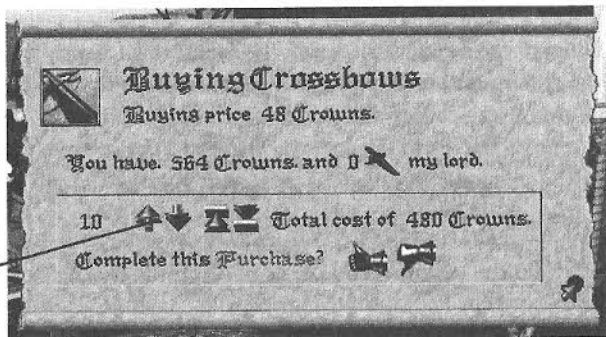 Buying Crossbows
Buying price 48 Crowns.
You have. 564 Crowns. and 0 my lord.
10 Total cost of 480 Crowns.
Complete this Purchase?